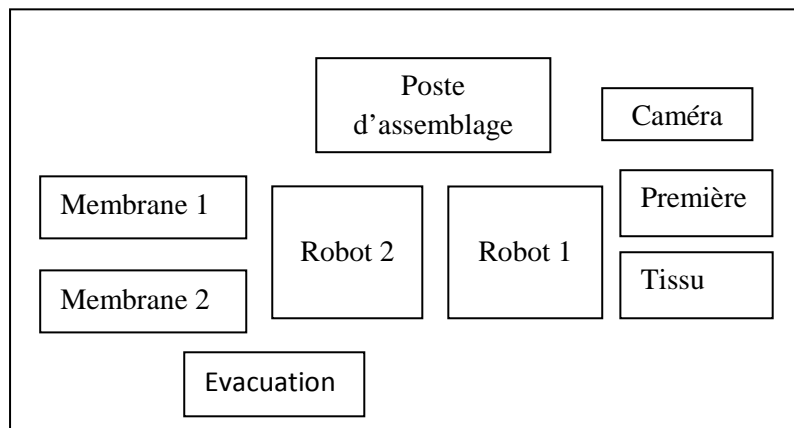 Poste
d’assemblage
Caméra
Membrane 1
Première
Robot 2
Robot 1
Membrane 2
Tissu
Evacuation